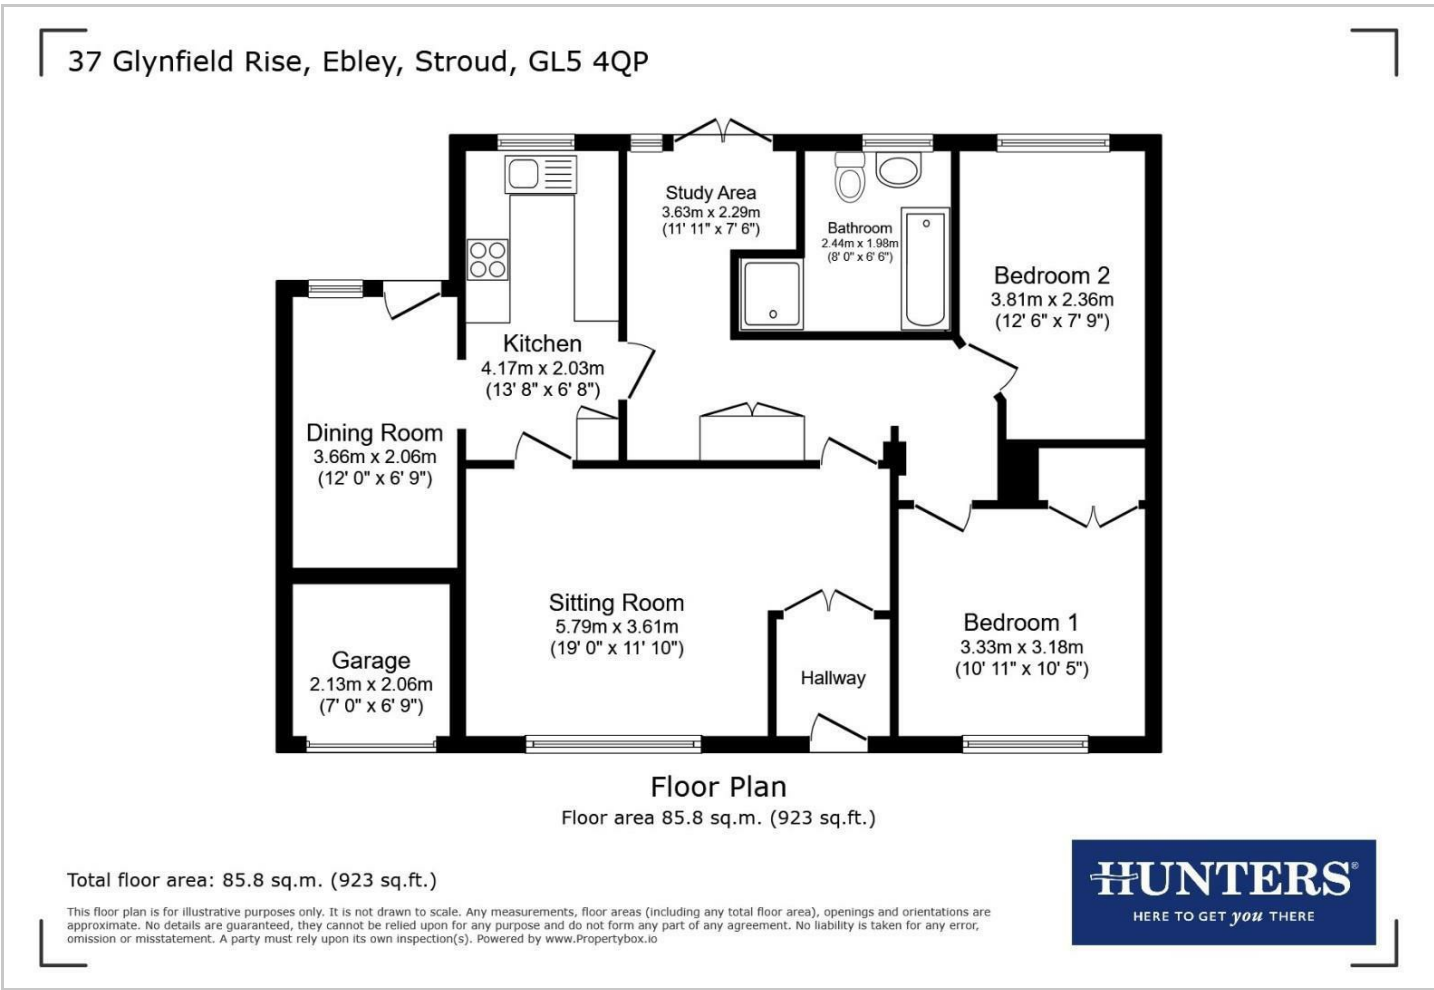 37 Glynfield Rise, Ebley, Stroud, GL5 4QP
Study Area
3.63m x 2.29m
(11' 11" x 7' 6")
Bathroom
2.44m x 1.98m
(8' 0" x 6' 6")
Bedroom 2
3.81m x 2.36m
(12' 6" x 7' 9")
Kitchen
4.17m x 2.03m
(13' 8" x 6' 8")
Dining Room
3.66m x 2.06m
(12' 0" x 6' 9")
Sitting Room
5.79m x 3.61m
(19' 0" x 11' 10")
Hallway
Bedroom 1
3.33m x 3.18m
(10' 11" x 10' 5")
Garage
2.13m x 2.06m
(7' 0" x 6' 9")
Floor Plan
Floor area 85.8 sq.m. (923 sq.ft.)
Total floor area: 85.8 sq.m. (923 sq.ft.)
This floor plan is for illustrative purposes only. It is not drawn to scale. Any measurements, floor areas (including any total floor area), openings and orientations are
approximate. No details are guaranteed, they cannot be relied upon for any purpose and do not form any part of any agreement. No liability is taken for any error,
omission or misstatement. A party must rely upon its own inspection(s). Powered by www.Propertybox.io
HUNTERS®
HERE TO GET you THERE